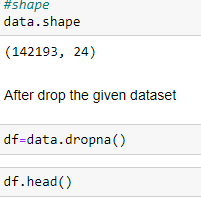 #shape
data.shape
(142193, 24)
After drop the given dataset
df=data.dropna()
df.head()